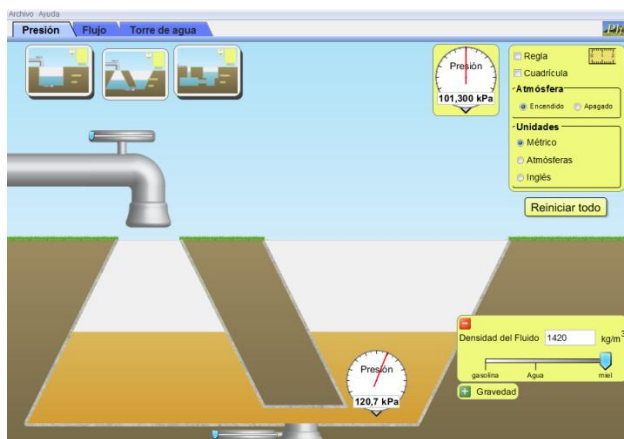 Archivo Ayuda
Presión Flujo Torre de agua
Presión
101,300 kPa
Regla
Cuadrícula
Atmósfera
Encendido Apagado
Unidades
Métrico
Atmósferas
Inglés
Reiniciar todo
Densidad del Fluido 1420 kg/m³
gasolina Agua miel
Gravedad
Presión
120,7 kPa